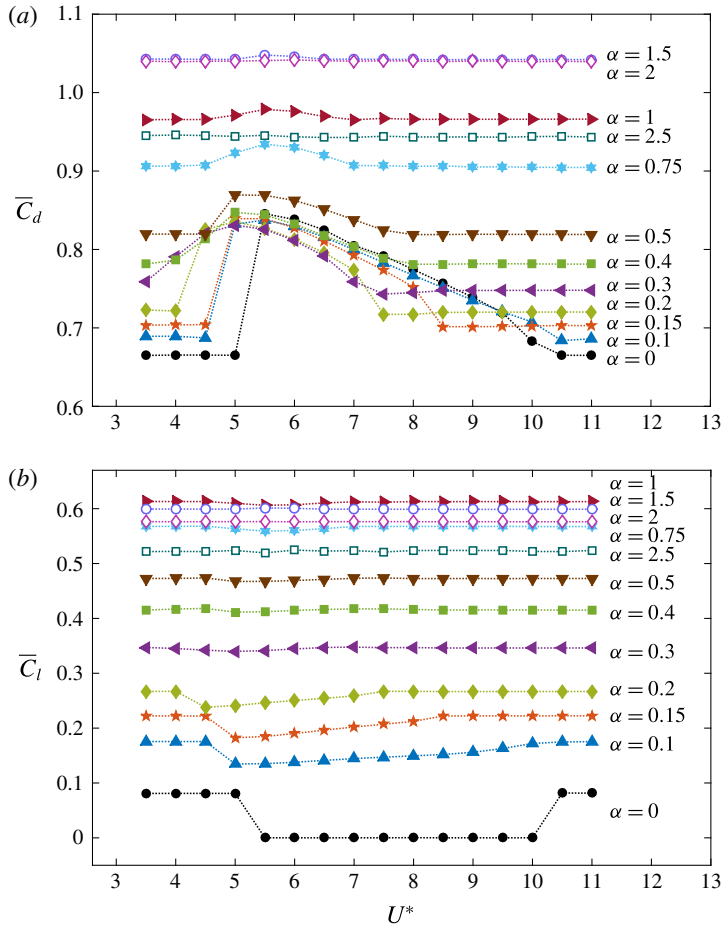 (a)
1.1
1.0
0.9
0.8
0.7
0.6
C̅_d
α = 1.5
α = 2
α = 1
α = 2.5
α = 0.75
α = 0.5
α = 0.4
α = 0.3
α = 0.2
α = 0.15
α = 0.1
α = 0
3 4 5 6 7 8 9 10 11 12 13
(b)
0.6
0.5
0.4
0.3
0.2
0.1
0
C̅_l
α = 1
α = 1.5
α = 2
α = 0.75
α = 2.5
α = 0.5
α = 0.4
α = 0.3
α = 0.2
α = 0.15
α = 0.1
α = 0
3 4 5 6 7 8 9 10 11 12 13
U*